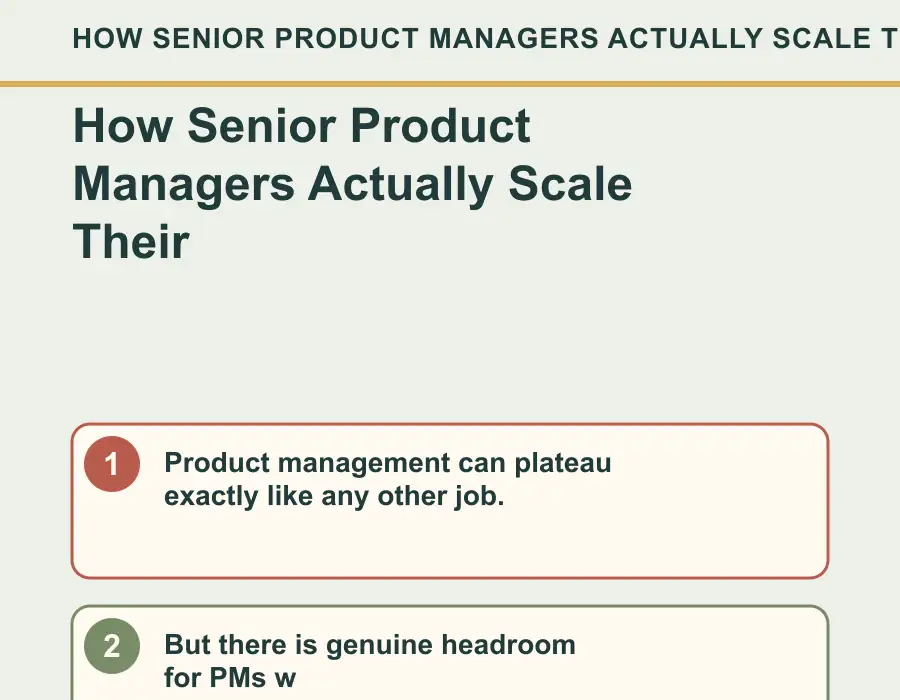 HOW SENIOR PRODUCT MANAGERS ACTUALLY SCALE T
How Senior Product
Managers Actually Scale
Their
1
Product management can plateau
exactly like any other job.
2
But there is genuine headroom
for PMs w